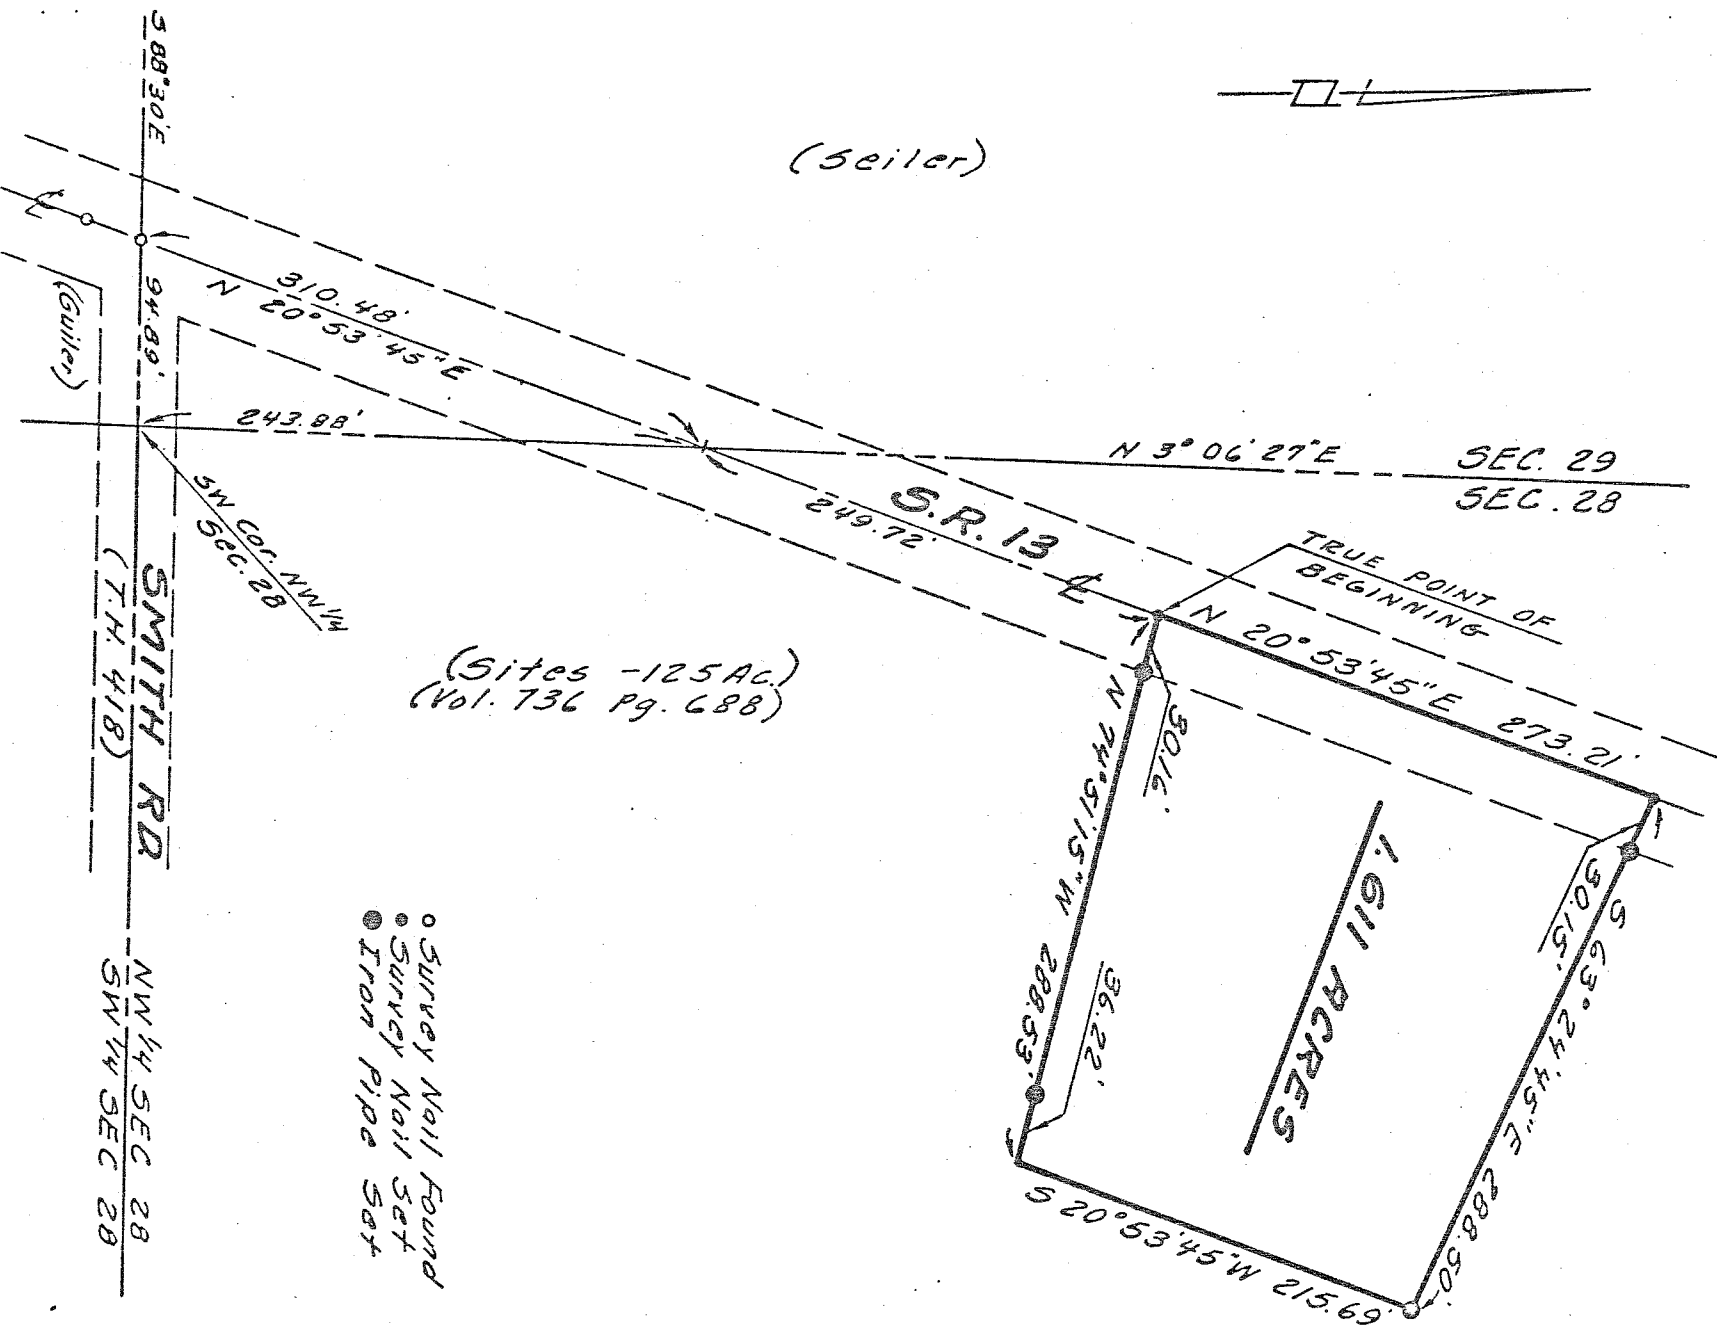 (Seiler)
S 88°30'E
94.89'
310.48'
N 20°53'45"E
(Guiler)
243.88'
N 3°06'27"E
SEC. 29
SEC. 28
S.R. 13
249.72'
SW Cor. NW 1/4
Sec. 28
TRUE POINT OF
BEGINNING
N 20°53'45"E 273.21'
SMITH RD
(T.H. 418)
(Sites -125 Ac.)
(Vol. 736 Pg. 688)
30.16'
N 74°51'15"W 288.53'
36.22'
1.611 ACRES
30.15'
S 63°24'45"E 288.50'
S 20°53'45"W 215.69'
Survey Nail Found
Survey Nail Set
Iron Pipe Set
NW 1/4 SEC 28
SW 1/4 SEC 28